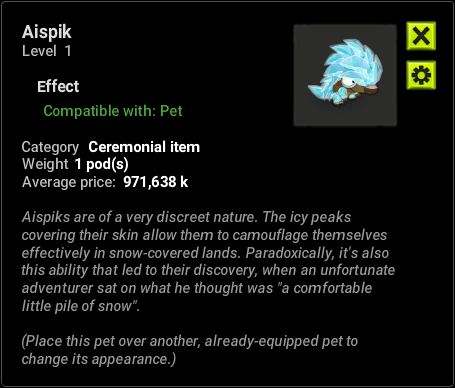 Aispik
Level 1
Effect
Compatible with: Pet
Category Ceremonial item
Weight 1 pod(s)
Average price: 971,638 k
Aispiks are of a very discreet nature. The icy peaks
covering their skin allow them to camouflage themselves
effectively in snow-covered lands. Paradoxically, it's also
this ability that led to their discovery, when an unfortunate
adventurer sat on what he thought was "a comfortable
little pile of snow".
(Place this pet over another, already-equipped pet to
change its appearance.)